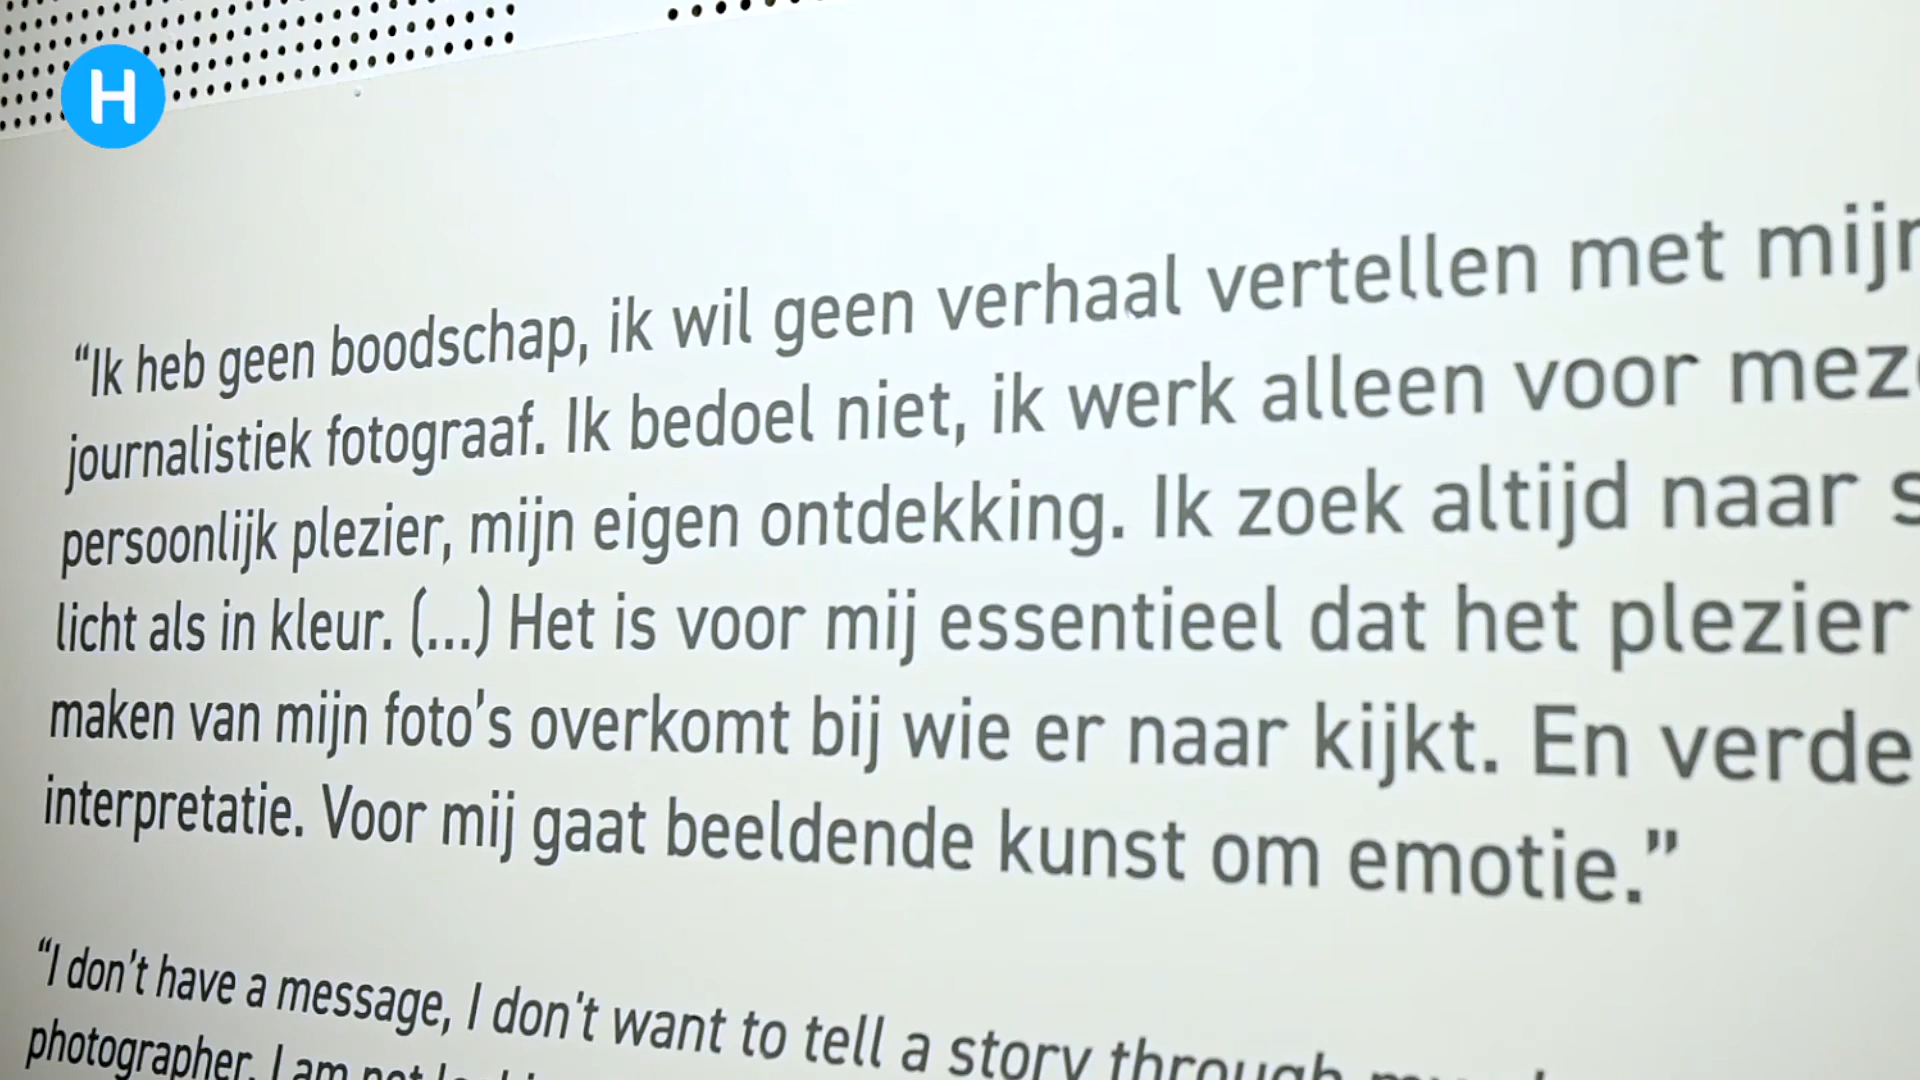 H
“Ik heb geen boodschap, ik wil geen verhaal vertellen met
journalistiek fotograaf. Ik bedoel niet, ik werk alleen voor
persoonlijk plezier, mijn eigen ontdekking. Ik zoek altijd naar
licht als in kleur. (...) Het is voor mij essentieel dat het plezier
maken van mijn foto's overkomt bij wie er naar kijkt. En
interpretatie. Voor mij gaat beeldende kunst om emotie.”
“I don't have a message, I don't want to tell a story through
photographer. I am not